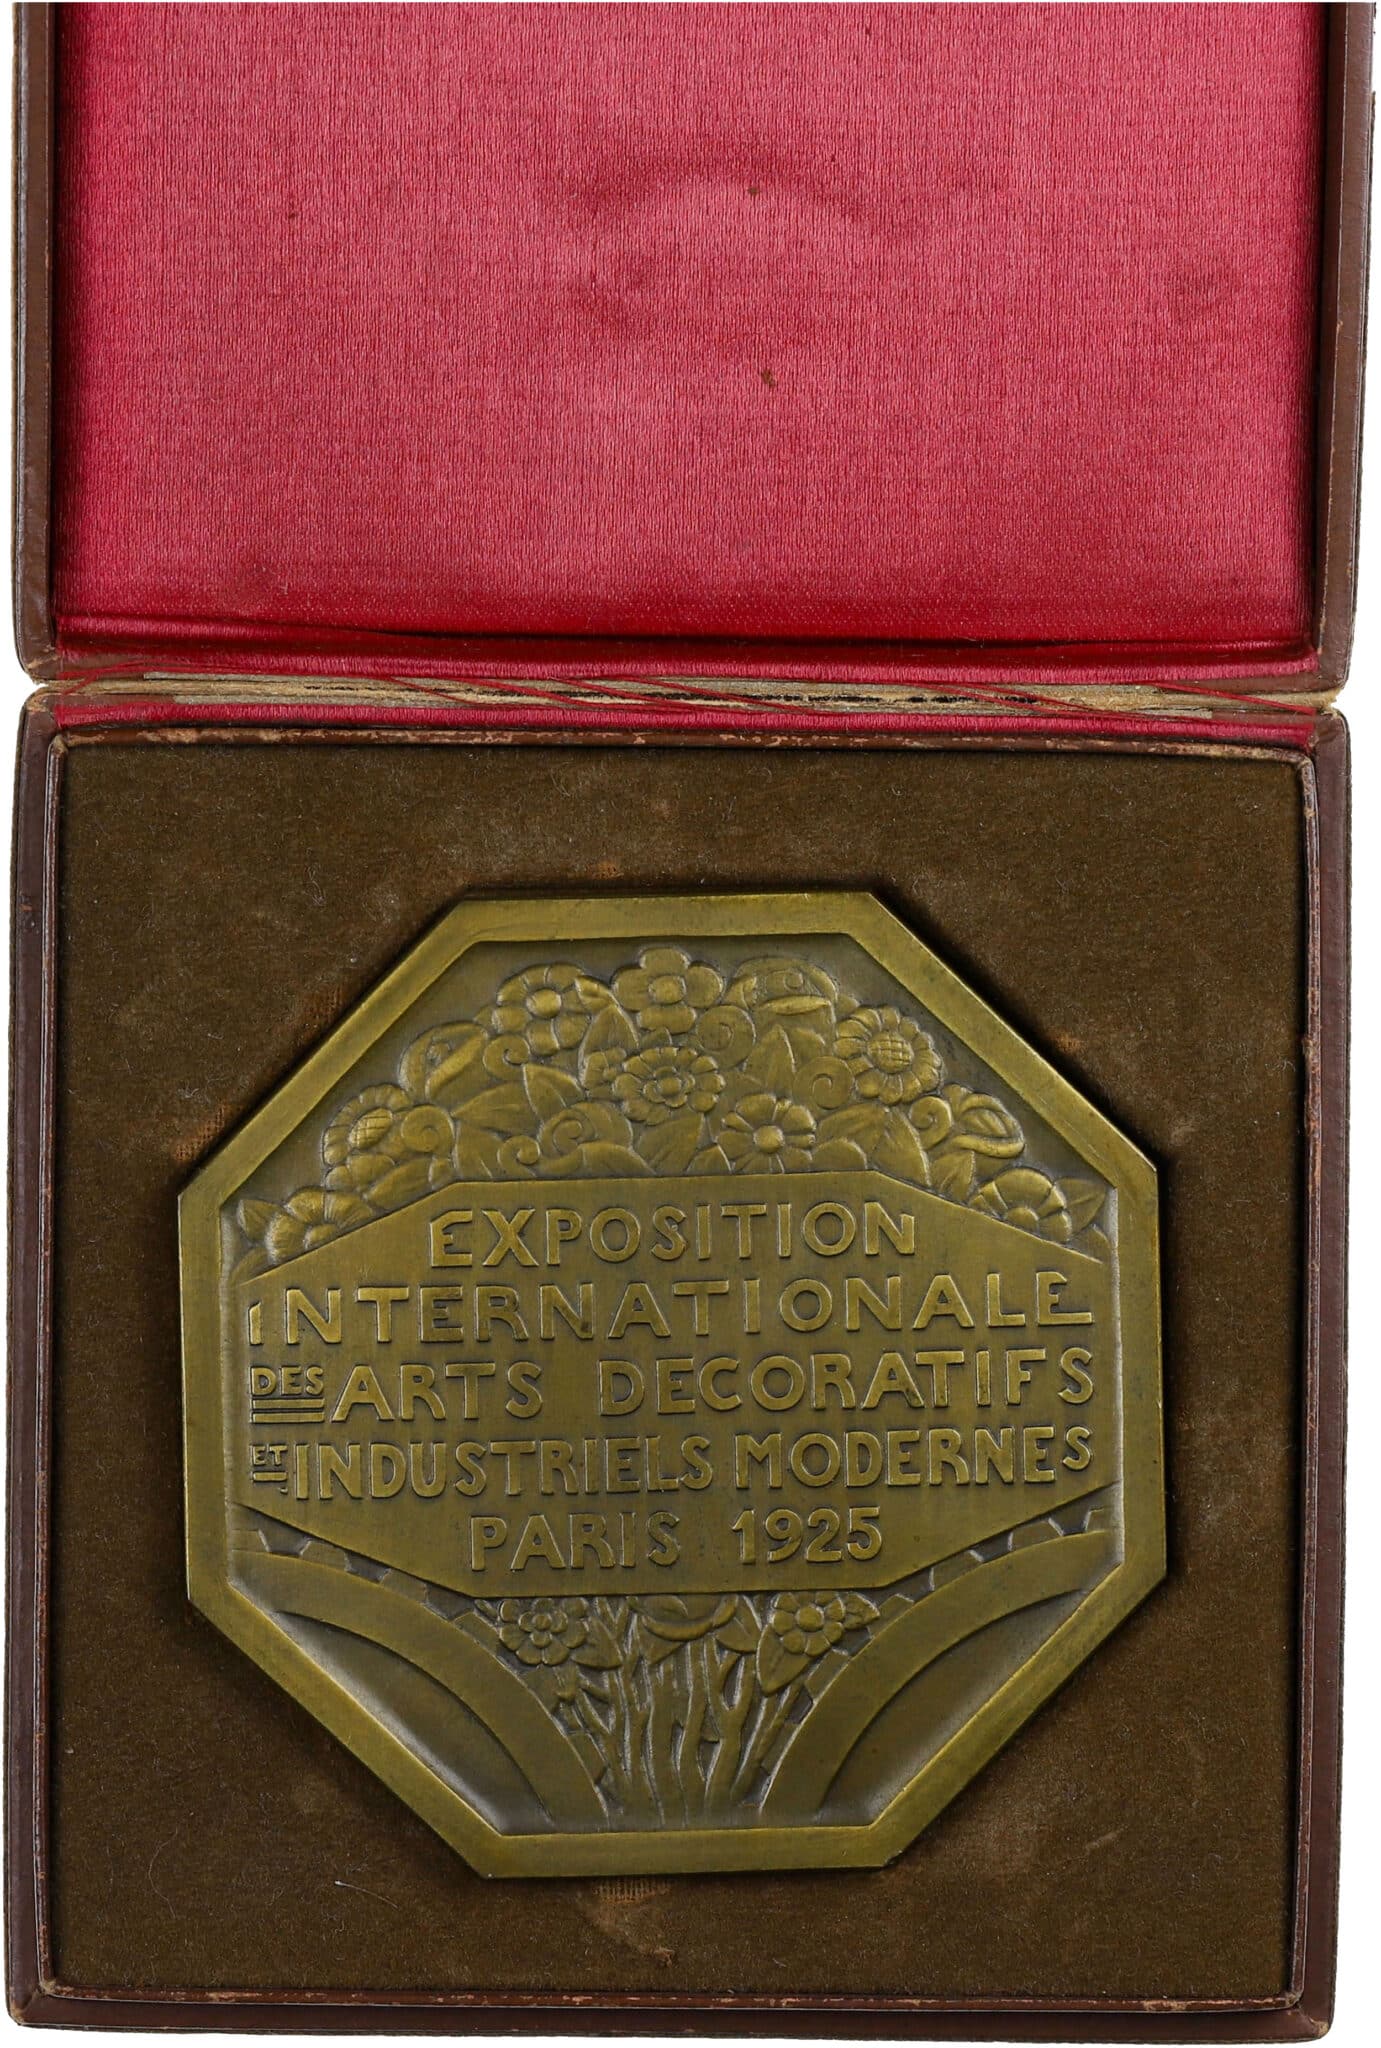 EXPOSITION
INTERNATIONALE
DES ARTS DECORATIFS
ET INDUSTRIELS MODERNES
PARIS 1925